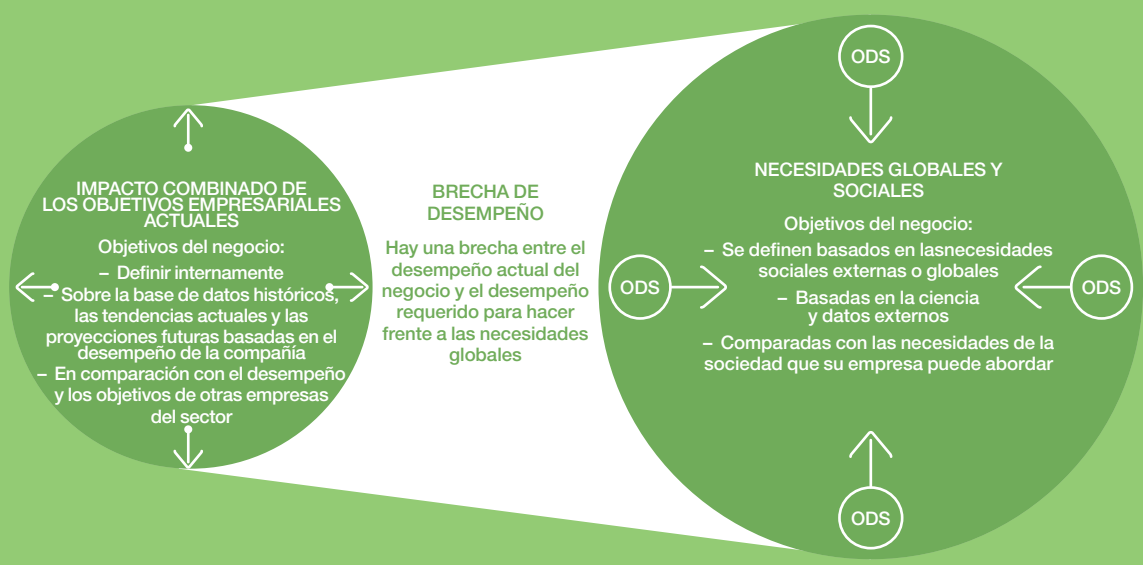 IMPACTO COMBINADO DE
LOS OBJETIVOS EMPRESARIALES
ACTUALES
Objetivos del negocio:
– Definir internamente
– Sobre la base de datos históricos,
las tendencias actuales y las
proyecciones futuras basadas en el
desempeño de la compañía
– En comparación con el desempeño
y los objetivos de otras empresas
del sector
BRECHA DE
DESEMPEÑO
Hay una brecha entre el
desempeño actual del
negocio y el desempeño
requerido para hacer
frente a las necesidades
globales
ODS
NECESIDADES GLOBALES Y
SOCIALES
Objetivos del negocio:
– Se definen basados en lasnecesidades
sociales externas o globales
– Basadas en la ciencia
y datos externos
– Comparadas con las necesidades de la
sociedad que su empresa puede abordar
ODS
ODS
ODS